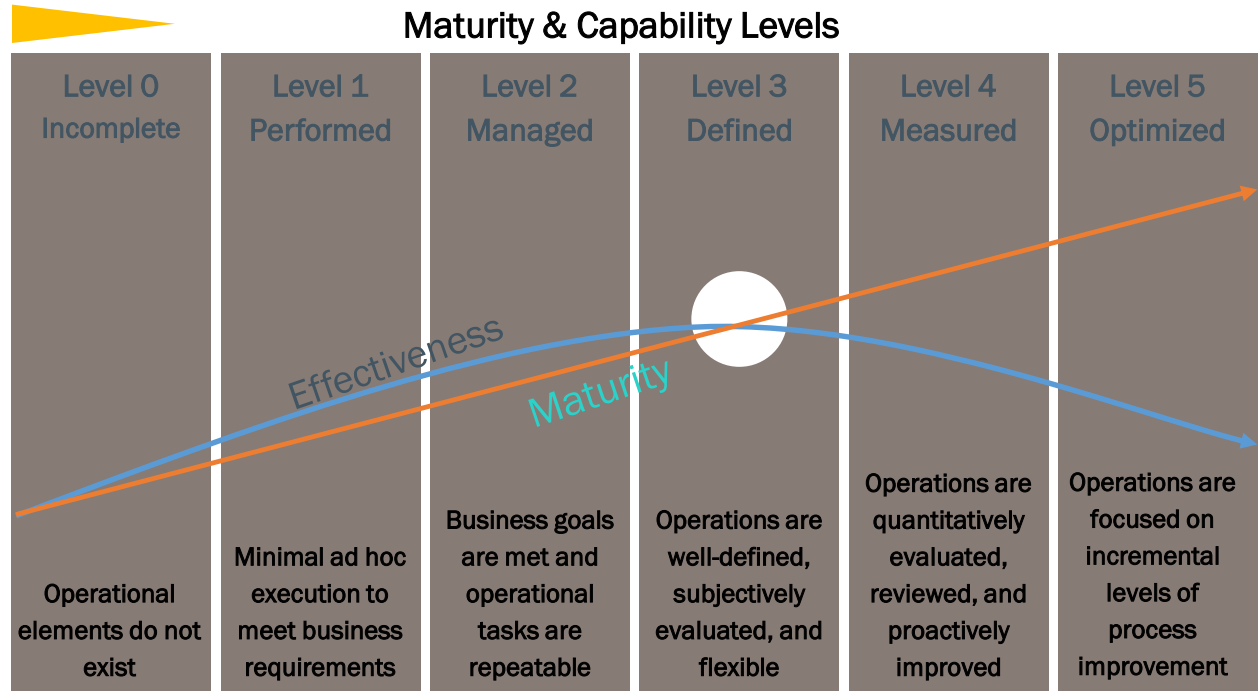 Maturity & Capability Levels
Level 0
Incomplete
Level 1
Performed
Level 2
Managed
Level 3
Defined
Level 4
Measured
Level 5
Optimized
Effectiveness
Maturity
Operational
elements do not
exist
Minimal ad hoc
execution to
meet business
requirements
Business goals
are met and
operational
tasks are
repeatable
Operations are
well-defined,
subjectively
evaluated, and
flexible
Operations are
quantitatively
evaluated,
reviewed, and
proactively
improved
Operations are
focused on
incremental
levels of
process
improvement